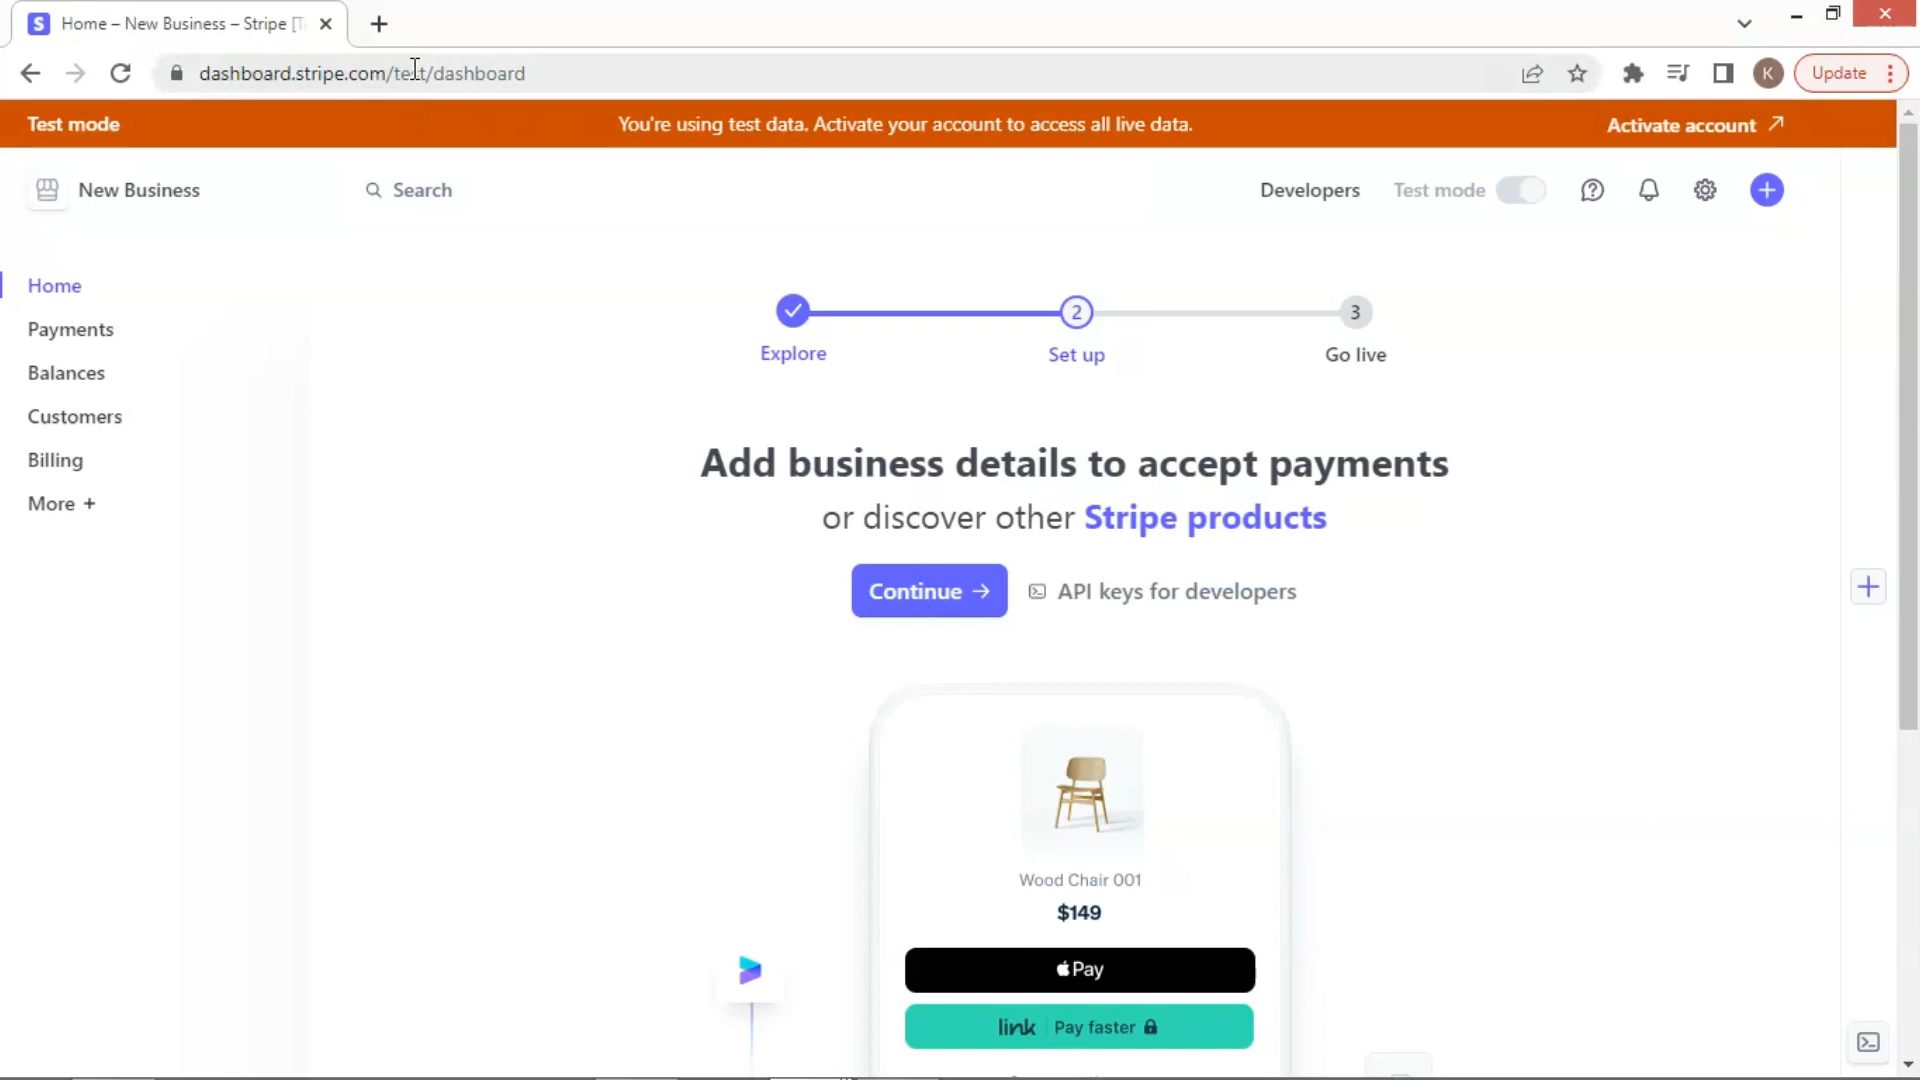 S Home – New Business – Stripe [T
dashboard.stripe.com/test/dashboard
K
Update
Test mode
You're using test data. Activate your account to access all live data.
Activate account
New Business
Search
Developers
Test mode
Home
Payments
Balances
Customers
Billing
More +
2
3
Explore
Set up
Go live
Add business details to accept payments
or discover other Stripe products
Continue →
API keys for developers
Wood Chair 001
$149
Pay
link Pay faster